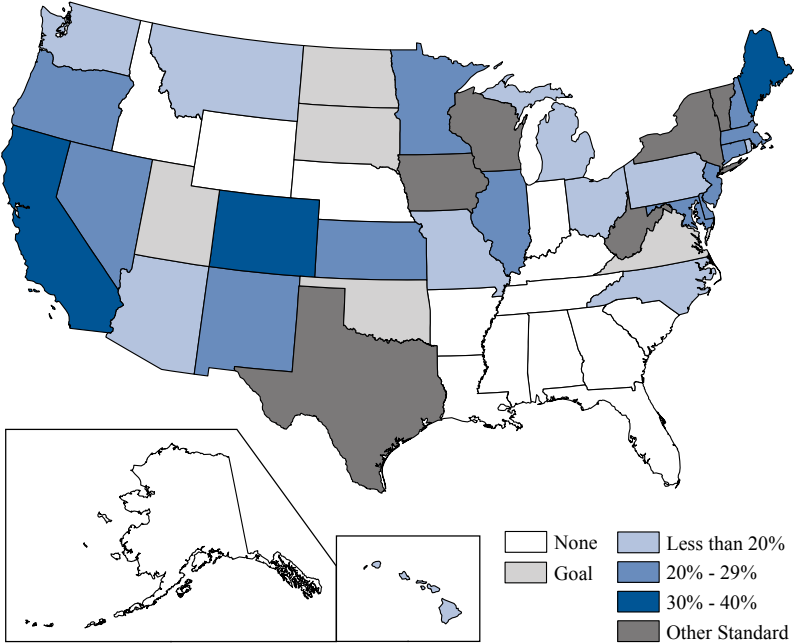 None
Goal
Less than 20%
20% - 29%
30% - 40%
Other Standard